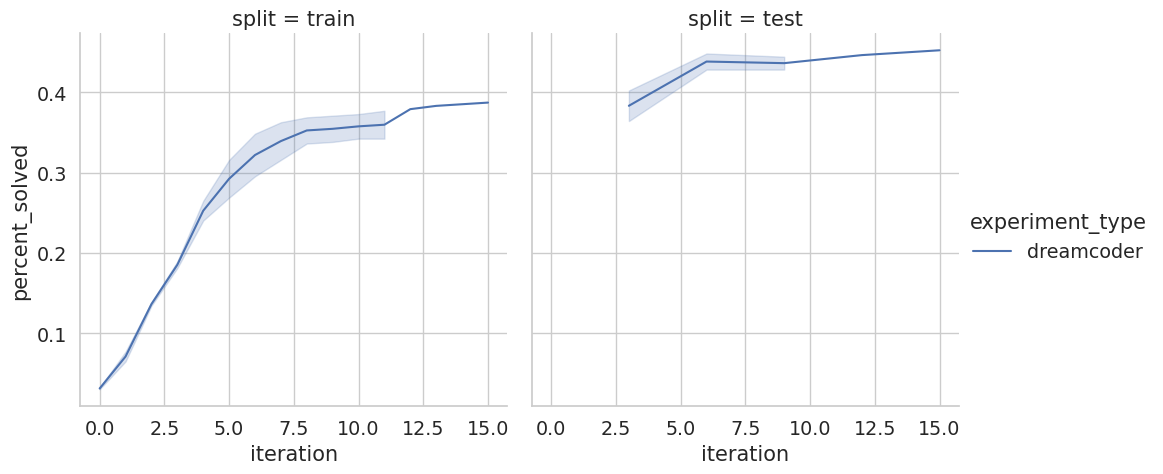 split = train
split = test
percent_solved
0.4
0.3
0.2
0.1
0.0 2.5 5.0 7.5 10.0 12.5 15.0
iteration
0.0 2.5 5.0 7.5 10.0 12.5 15.0
iteration
experiment_type
dreamcoder